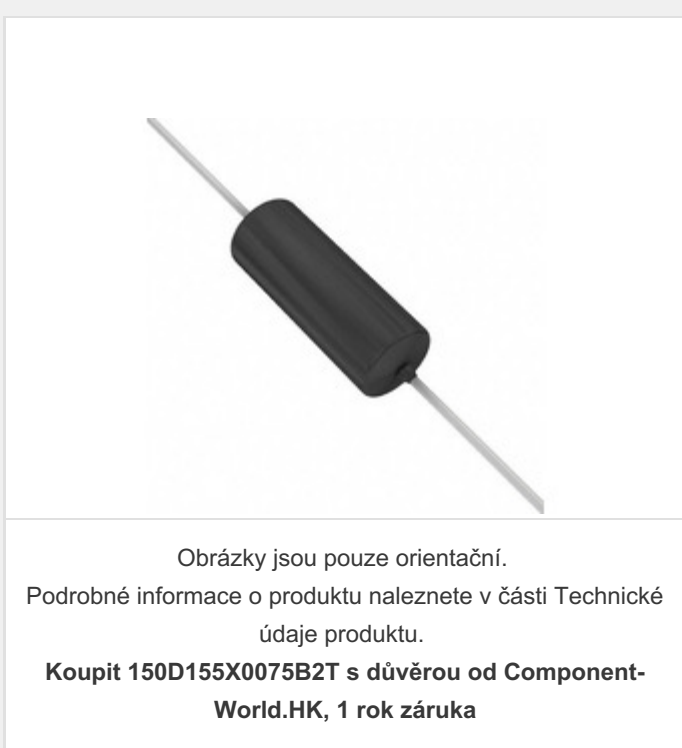 Obrázky jsou pouze orientační.
Podrobné informace o produktu naleznete v části Technické
údaje produktu.
Koupit 150D155X0075B2T s důvěrou od Component-
World.HK, 1 rok záruka